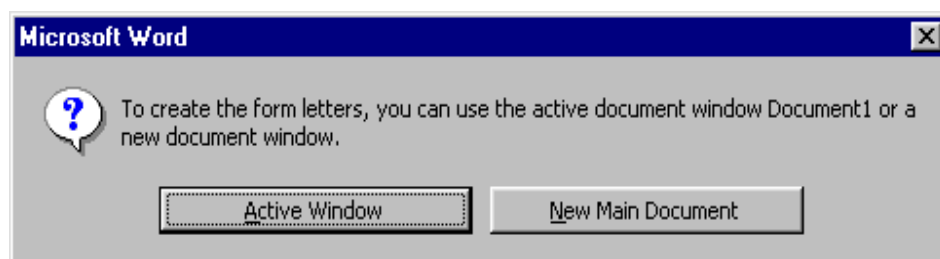 Microsoft Word
To create the form letters, you can use the active document window Document1 or a
new document window.
Active Window
New Main Document